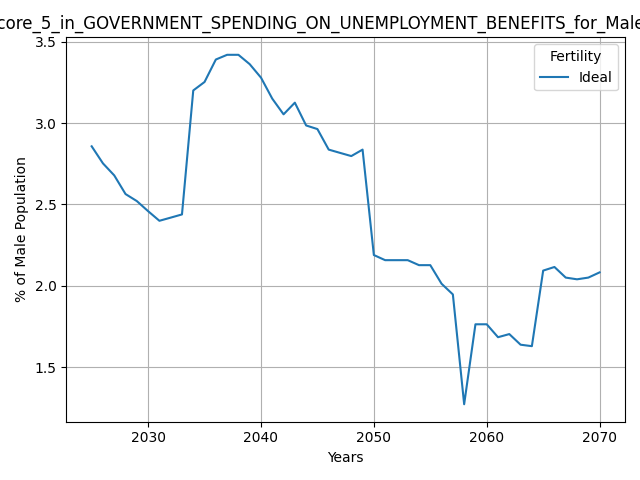 core_5_in_GOVERNMENT_SPENDING_ON_UNEMPLOYMENT_BENEFITS_for_Male
3.5
3.0
2.5
2.0
1.5
% of Male Population
Fertility
Ideal
2030 2040 2050 2060 2070
Years